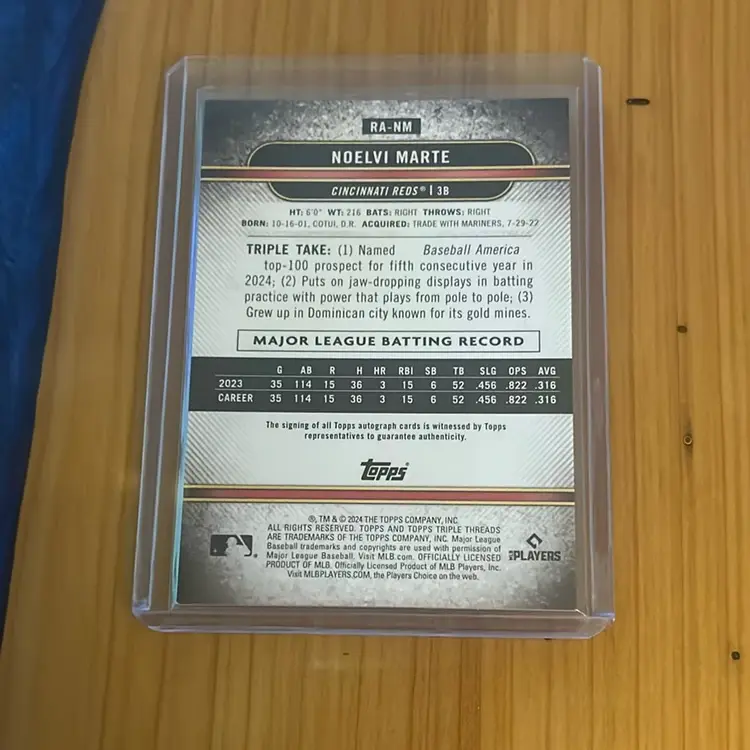 RA-NM
NOELVI MARTE
CINCINNATI REDS® | 3B
HT: 6'0" WT: 216 BATS: RIGHT THROWS: RIGHT
BORN: 10-16-01, COTUI, D.R. ACQUIRED: TRADE WITH MARINERS, 7-29-22
TRIPLE TAKE: (1) Named Baseball America
top-100 prospect for fifth consecutive year in
2024; (2) Puts on jaw-dropping displays in batting
practice with power that plays from pole to pole; (3)
Grew up in Dominican city known for its gold mines.
MAJOR LEAGUE BATTING RECORD
G AB R H HR RBI SB TB SLG OPS AVG
2023 35 114 15 36 3 15 6 52 .456 .822 .316
CAREER 35 114 15 36 3 15 6 52 .456 .822 .316
The signing of all Topps autograph cards is witnessed by Topps
representatives to guarantee authenticity.
topps®
®, TM & © 2024 THE TOPPS COMPANY, INC.
ALL RIGHTS RESERVED. TOPPS AND TOPPS TRIPLE THREADS
ARE TRADEMARKS OF THE TOPPS COMPANY, INC. Major League
Baseball trademarks and copyrights are used with permission of
Major League Baseball. Visit MLB.com. OFFICIALLY LICENSED
PRODUCT OF MLB. Officially Licensed Product of MLB Players, Inc.
Visit MLBPLAYERS.COM, the Players Choice on the web.
MLB PLAYERS